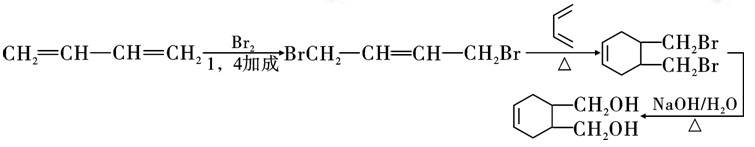 CH₂=CH—CH=CH₂ Br₂ 1，4加成 BrCH₂—CH=CH—CH₂Br △ CH₂Br
CH₂Br
CH₂OH NaOH/H₂O
CH₂OH △